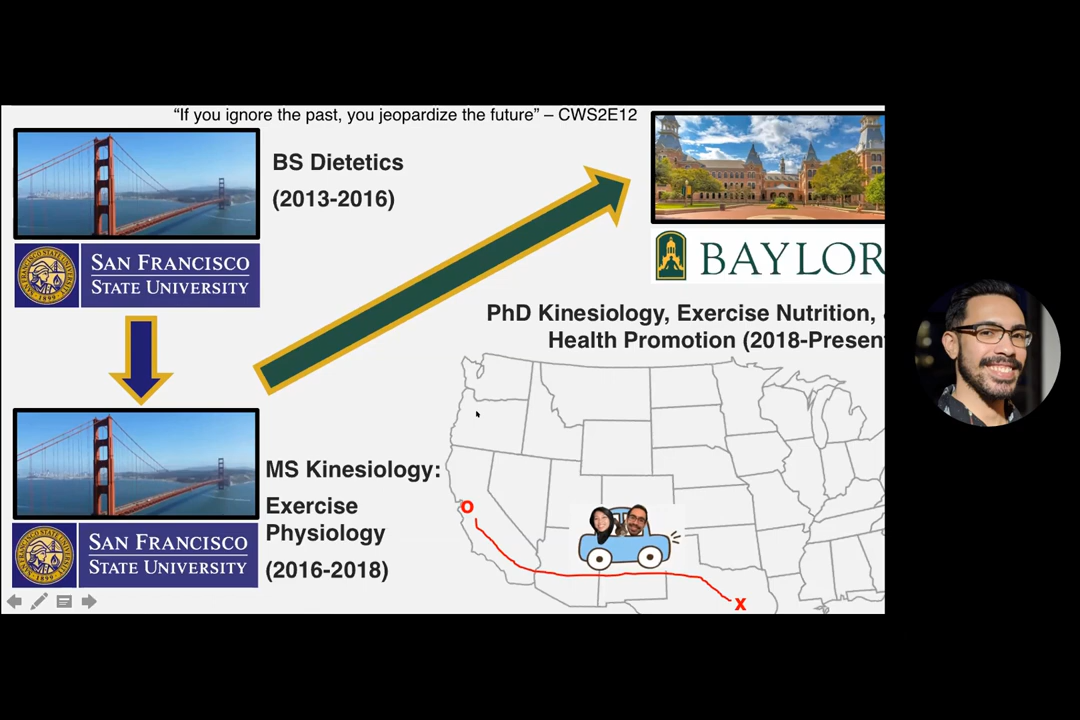 “If you ignore the past, you jeopardize the future” – CWS2E12
BS Dietetics
(2013-2016)
SAN FRANCISCO
STATE UNIVERSITY
BAYLOR
PhD Kinesiology, Exercise Nutrition,
Health Promotion (2018-Present
MS Kinesiology:
Exercise
Physiology
(2016-2018)
SAN FRANCISCO
STATE UNIVERSITY
O
X